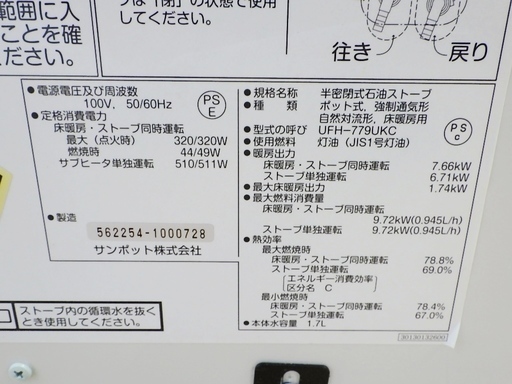 範囲に入
ことを確
ください。
の状態で使用
してください。
往き
戻り
●電源電圧及び周波数
100V, 50/60Hz
●定格消費電力
床暖房・ストーブ同時運転
最大（点火時） 320/320W
燃焼時 44/49W
サブヒータ単独運転 510/511W
PS
E
●製造
562254-1000728
サンポット株式会社
ストーブ内の循環水を抜く
とき使用してください。
●規格名称 半密閉式石油ストーブ
●種類 ポット式, 強制通気形
自然対流形, 床暖房用
●型式の呼び UFH-779UKC
●使用燃料 灯油（JIS1号灯油）
●暖房出力
床暖房・ストーブ同時運転 7.66kW
ストーブ単独運転 6.71kW
●最大床暖房出力 1.74kW
●最大燃料消費量
床暖房・ストーブ同時運転
9.72kW(0.945L/h)
ストーブ単独運転 9.72kW(0.945L/h)
●熱効率
最大燃焼時
床暖房・ストーブ同時運転 78.8%
ストーブ単独運転 69.0%
［エネルギー消費効率］
［区分名 C］
最小燃焼時
床暖房・ストーブ同時運転 78.4%
ストーブ単独運転 67.0%
●本体水容量 1.7L
PS
C
30130132600